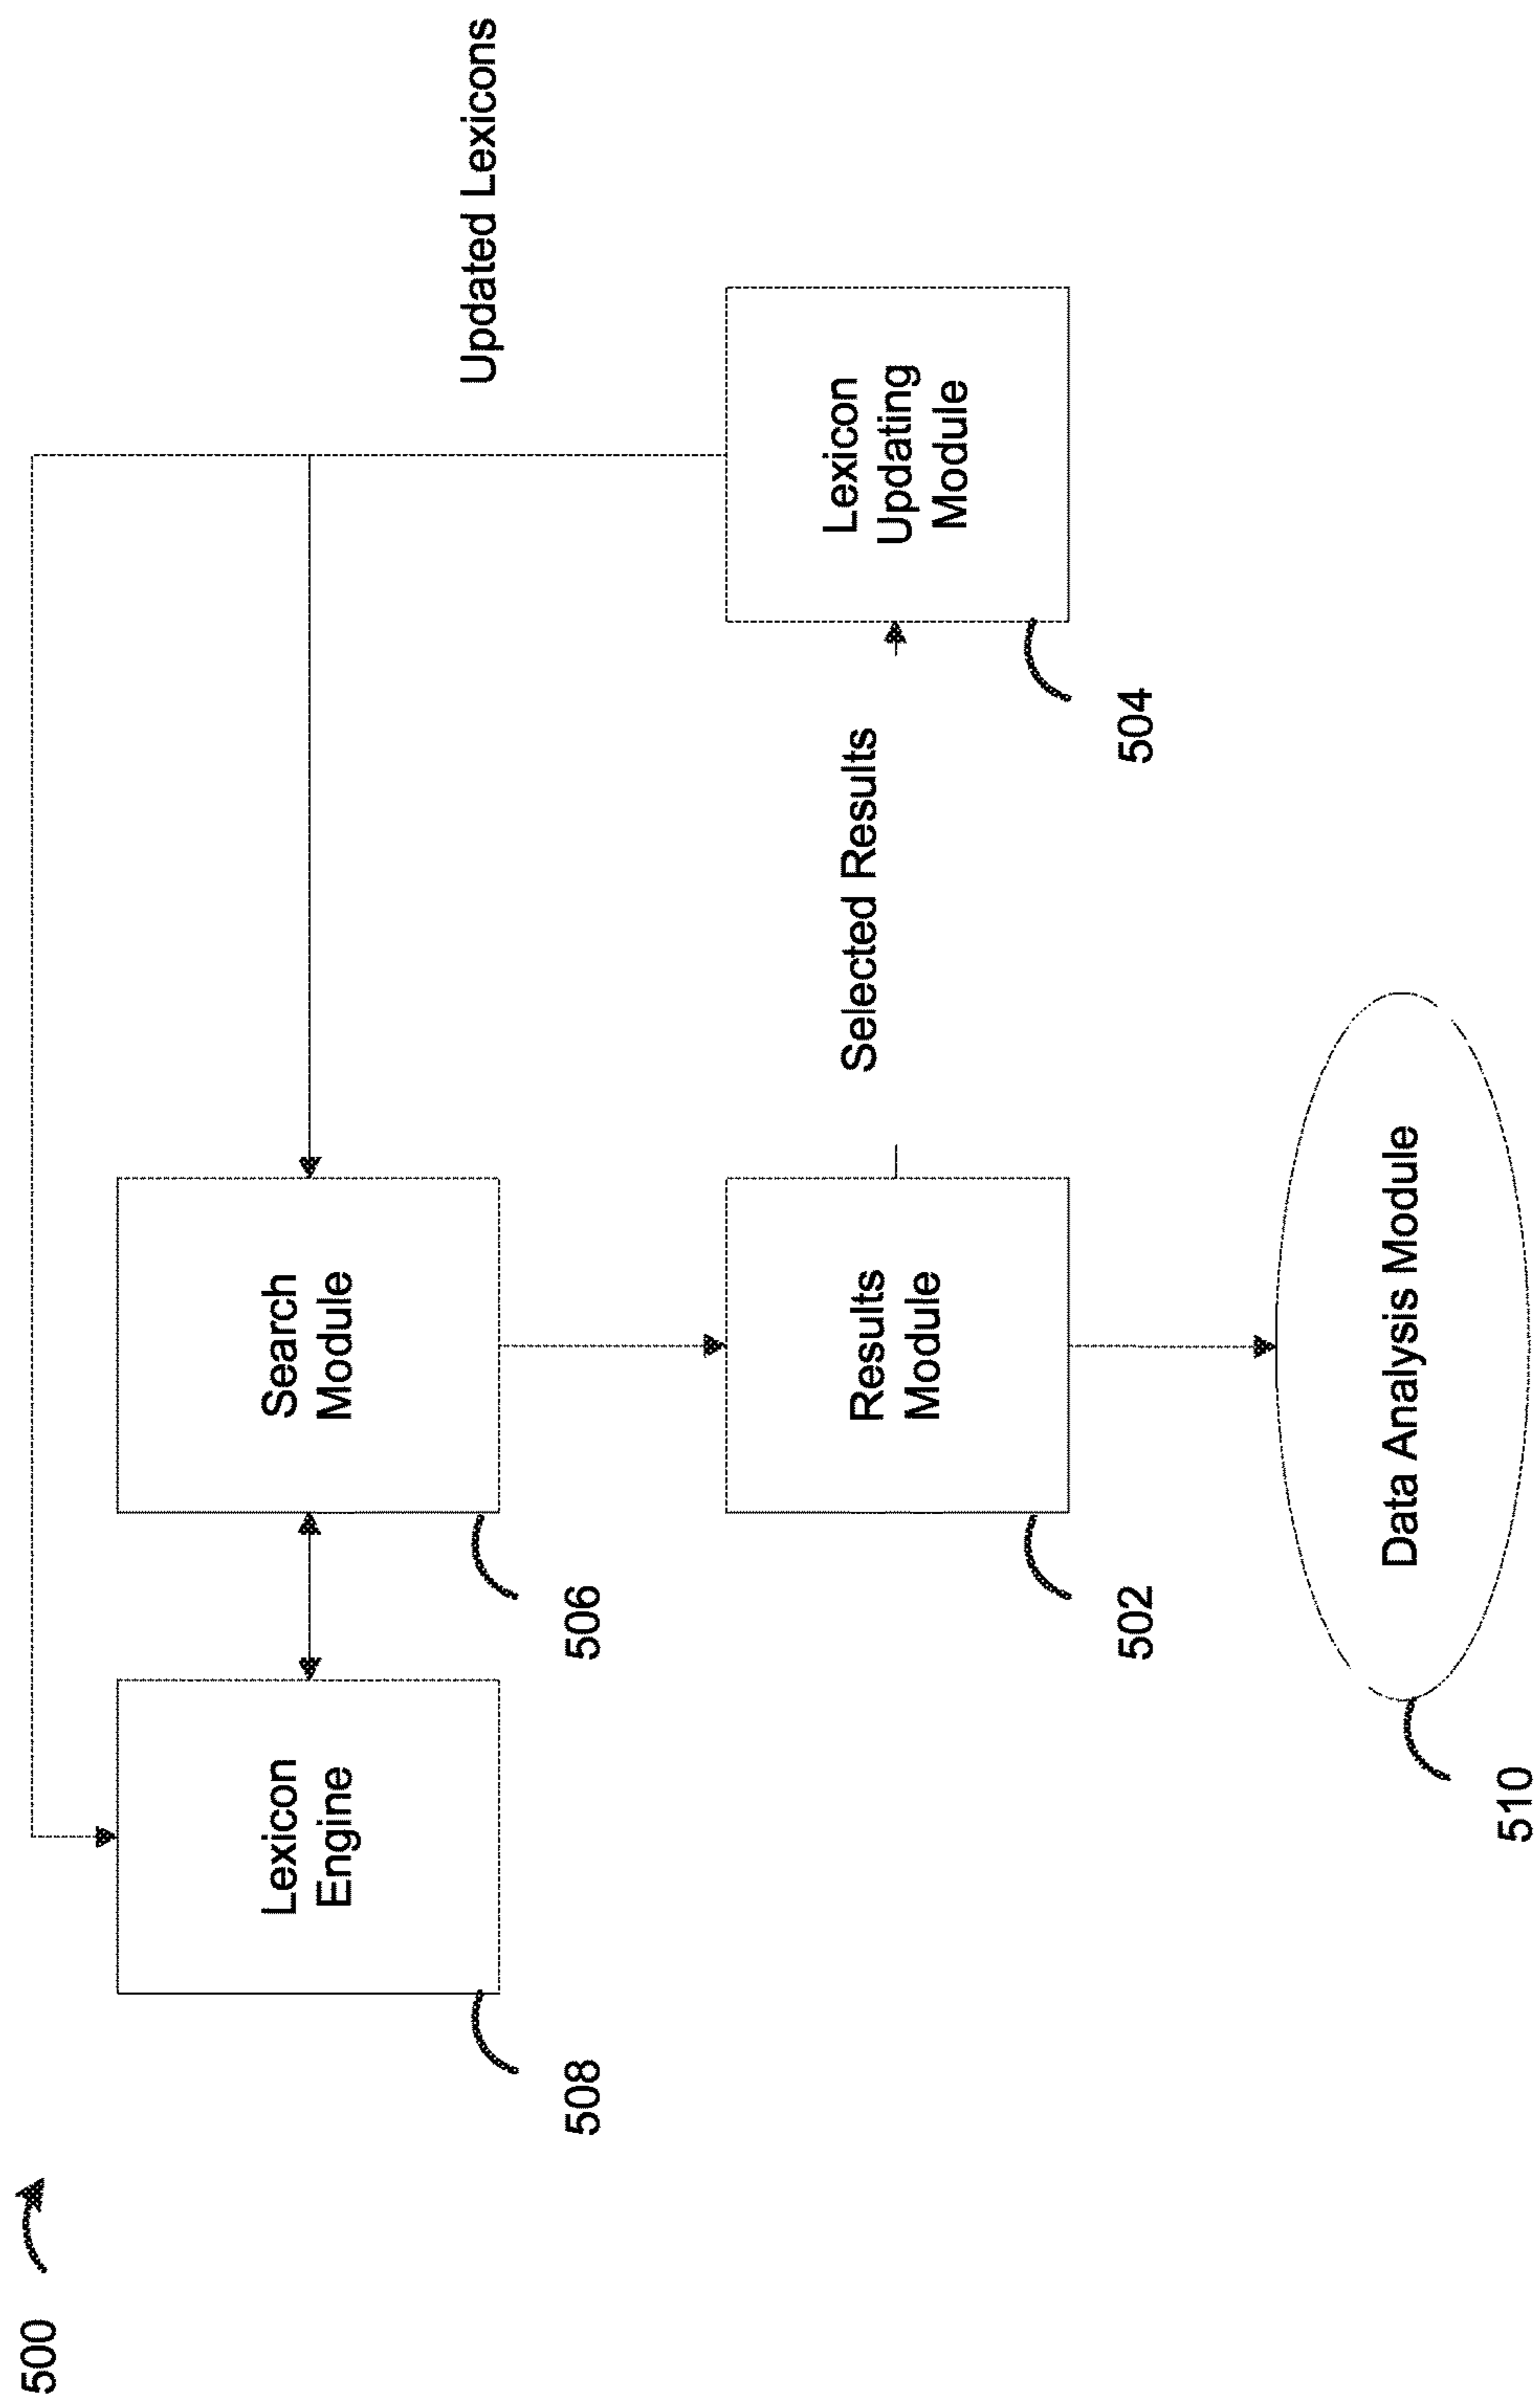 500
Updated Lexicons
Lexicon
Engine
508
Search
Module
506
Results
Module
502
Selected Results
Lexicon
Updating
Module
504
Data Analysis Module
510